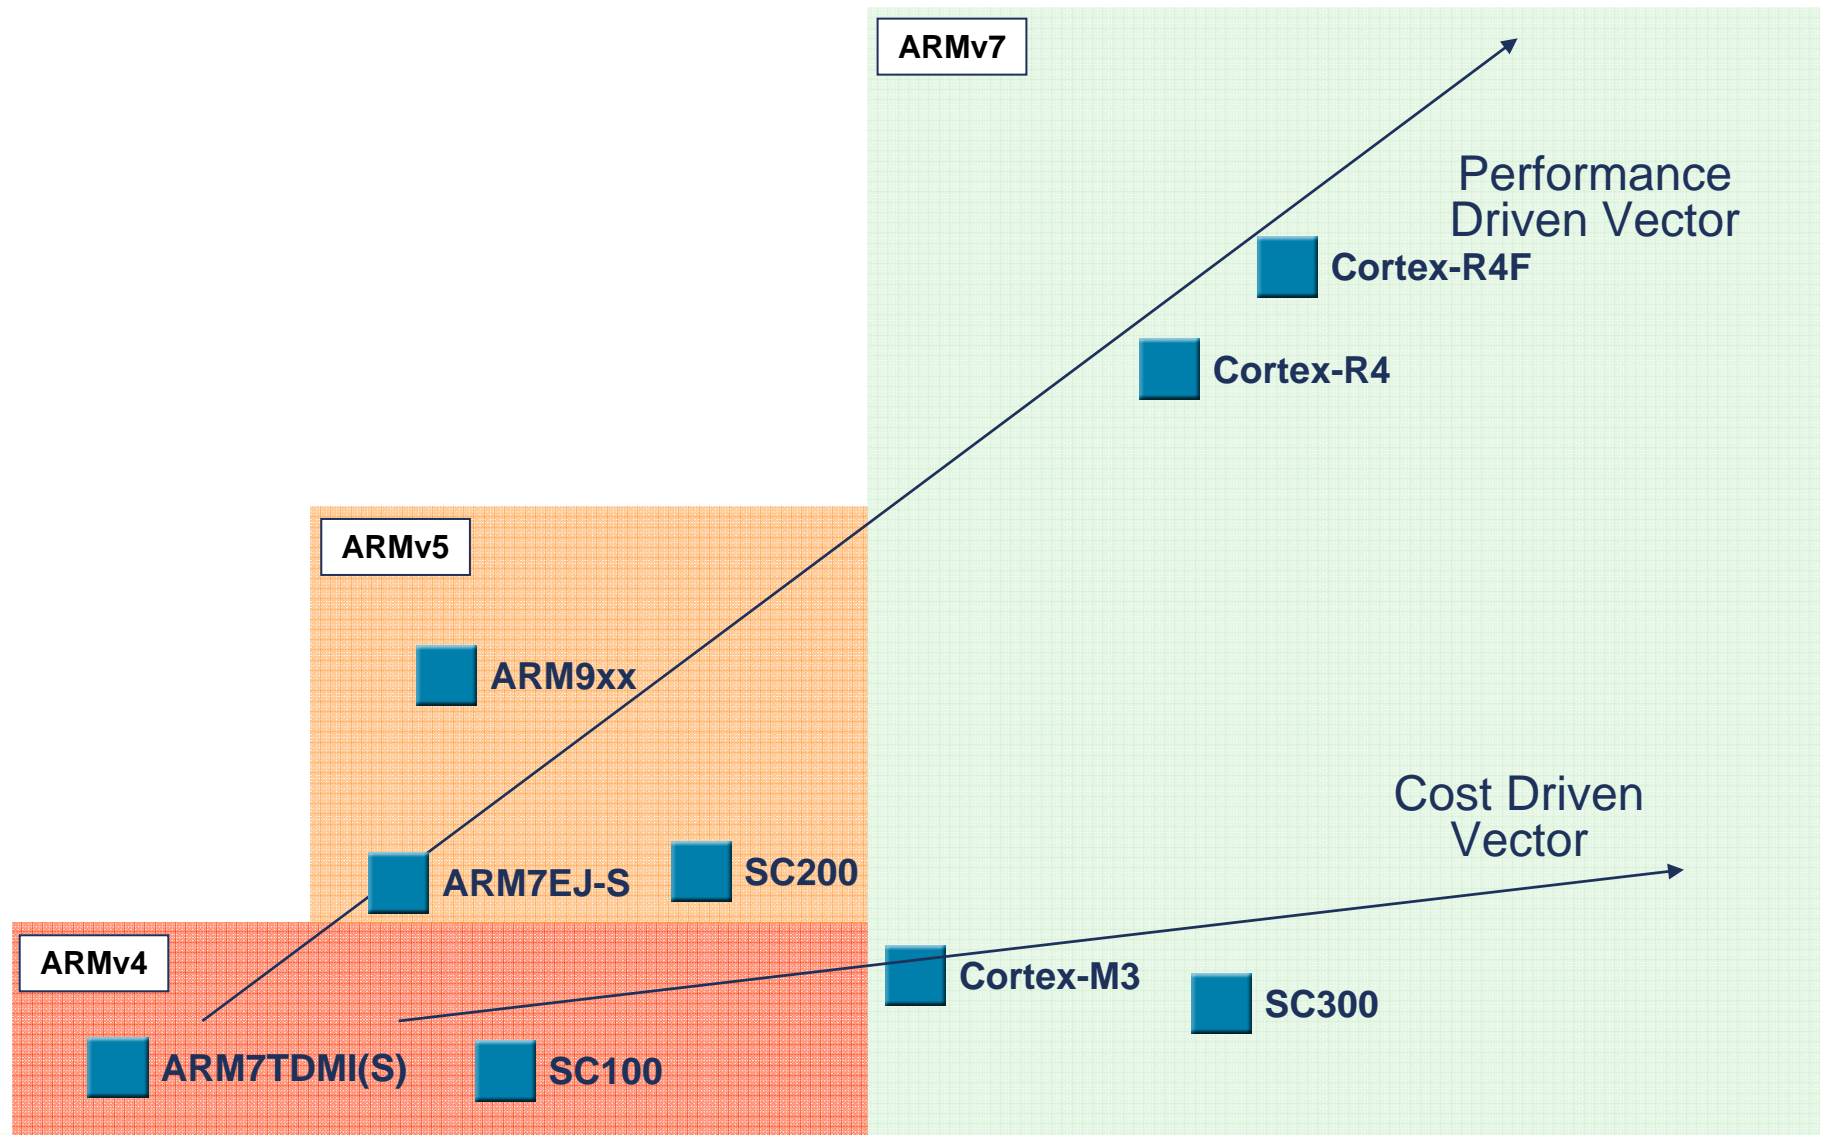 ARMv7
Performance
Driven Vector
Cortex-R4F
Cortex-R4
ARMv5
ARM9xx
Cost Driven
Vector
ARM7EJ-S
SC200
ARMv4
Cortex-M3
SC300
ARM7TDMI(S)
SC100